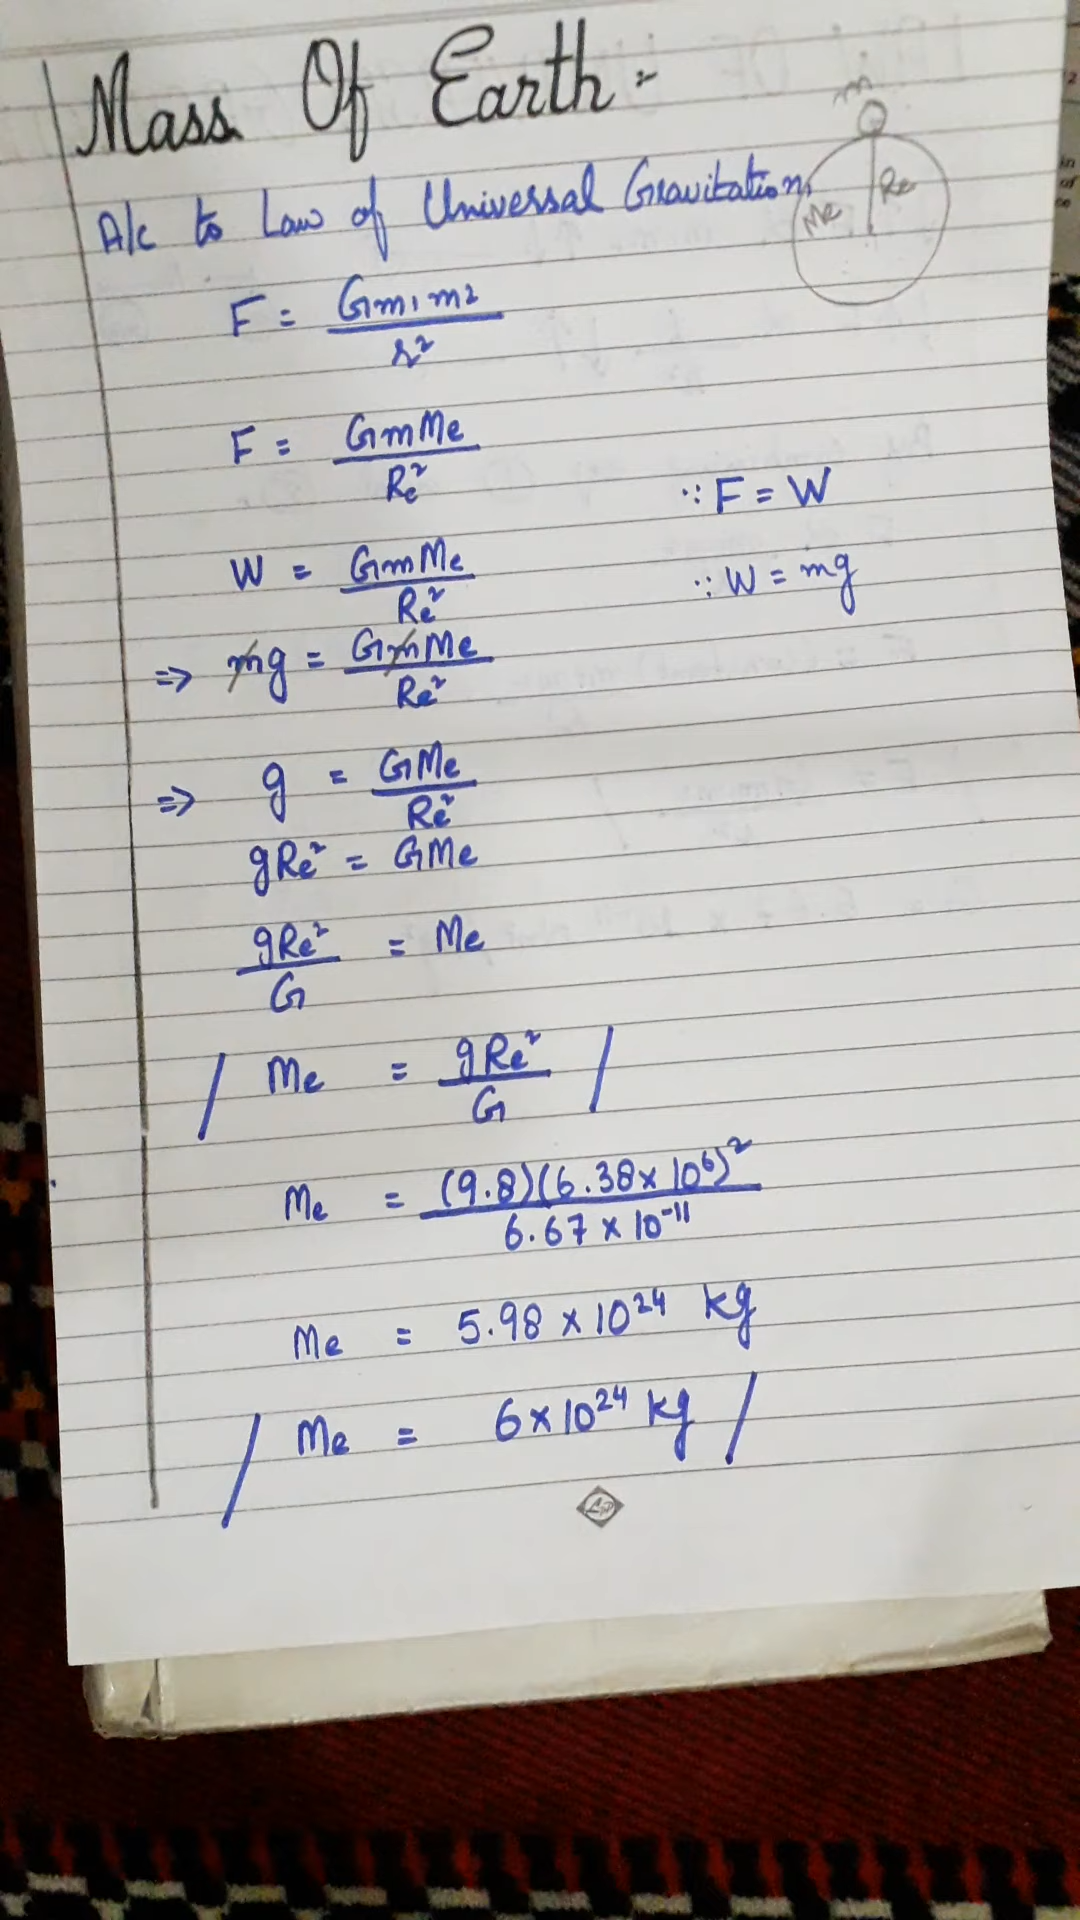 Mass Of Earth :-
m
A/c to Law of Universal Gravitation,
Me Re
F = Gm₁m₂/r²
F = GmMe/Re²
∵ F = W
W = GmMe/Re²
∵ W = mg
⇒ mg = GmMe/Re²
⇒ g = GMe/Re²
gRe² = GMe
gRe²/G = Me
/ Me = gRe²/G /
Me = (9.8)(6.38×10⁶)²/6.67×10⁻¹¹
Me = 5.98×10²⁴ kg
/ Me = 6×10²⁴ kg /